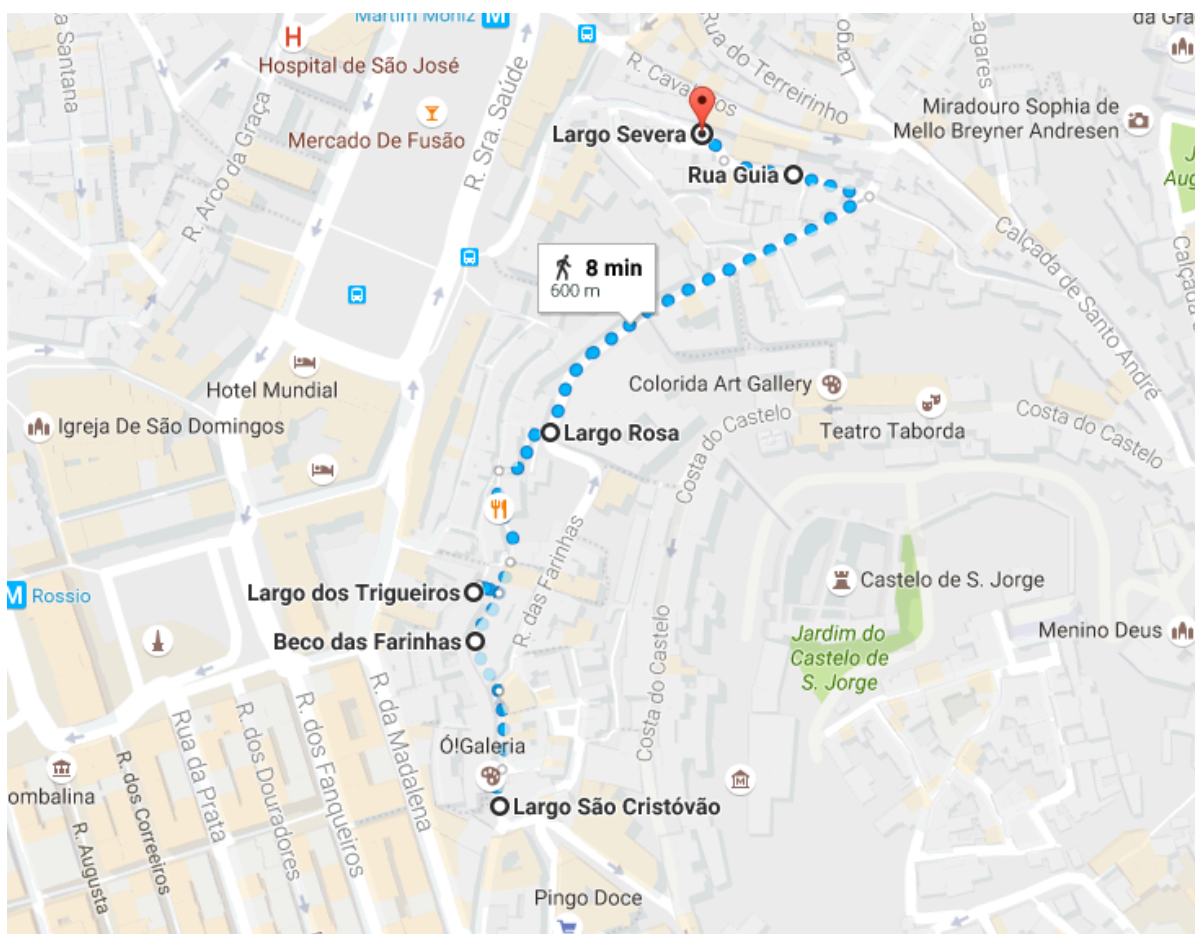 Martim Moniz
M
da Gra
a Santana
H
Hospital de São José
Mercado De Fusão
R. Arco da Graça
R. Sra. Saúde
R. Cavaleiros
Rua do Terreirinho
Largo
Lagares
Miradouro Sophia de
Mello Breyner Andresen
J
Aug
Largo Severa
Rua Guia
8 min
600 m
Calçada de Santo André
Calçada
Hotel Mundial
Colorida Art Gallery
Teatro Taborda
Igreja De São Domingos
Largo Rosa
Costa do Castelo
Costa do Castelo
Castelo de S. Jorge
M
Rossio
Largo dos Trigueiros
Beco das Farinhas
R. das Farinhas
Costa do Castelo
Jardim do
Castelo de
S. Jorge
Menino Deus
R. da Madalena
R. dos Fanqueiros
R. dos Douradores
Rua da Prata
R. dos Correeiros
R. Augusta
ombalina
Ó!Galeria
Largo São Cristóvão
M
Pingo Doce